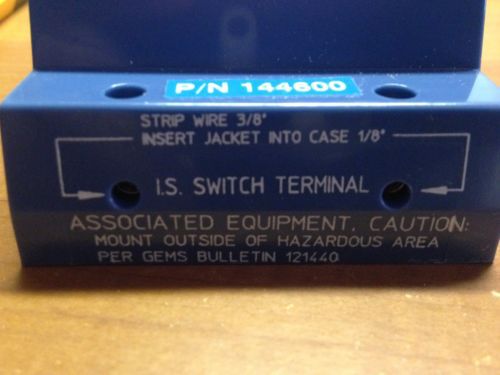 P/N 144600
STRIP WIRE 3/8"
INSERT JACKET INTO CASE 1/8"
I.S. SWITCH TERMINAL
ASSOCIATED EQUIPMENT, CAUTION:
MOUNT OUTSIDE OF HAZARDOUS AREA
PER GEMS BULLETIN 121440